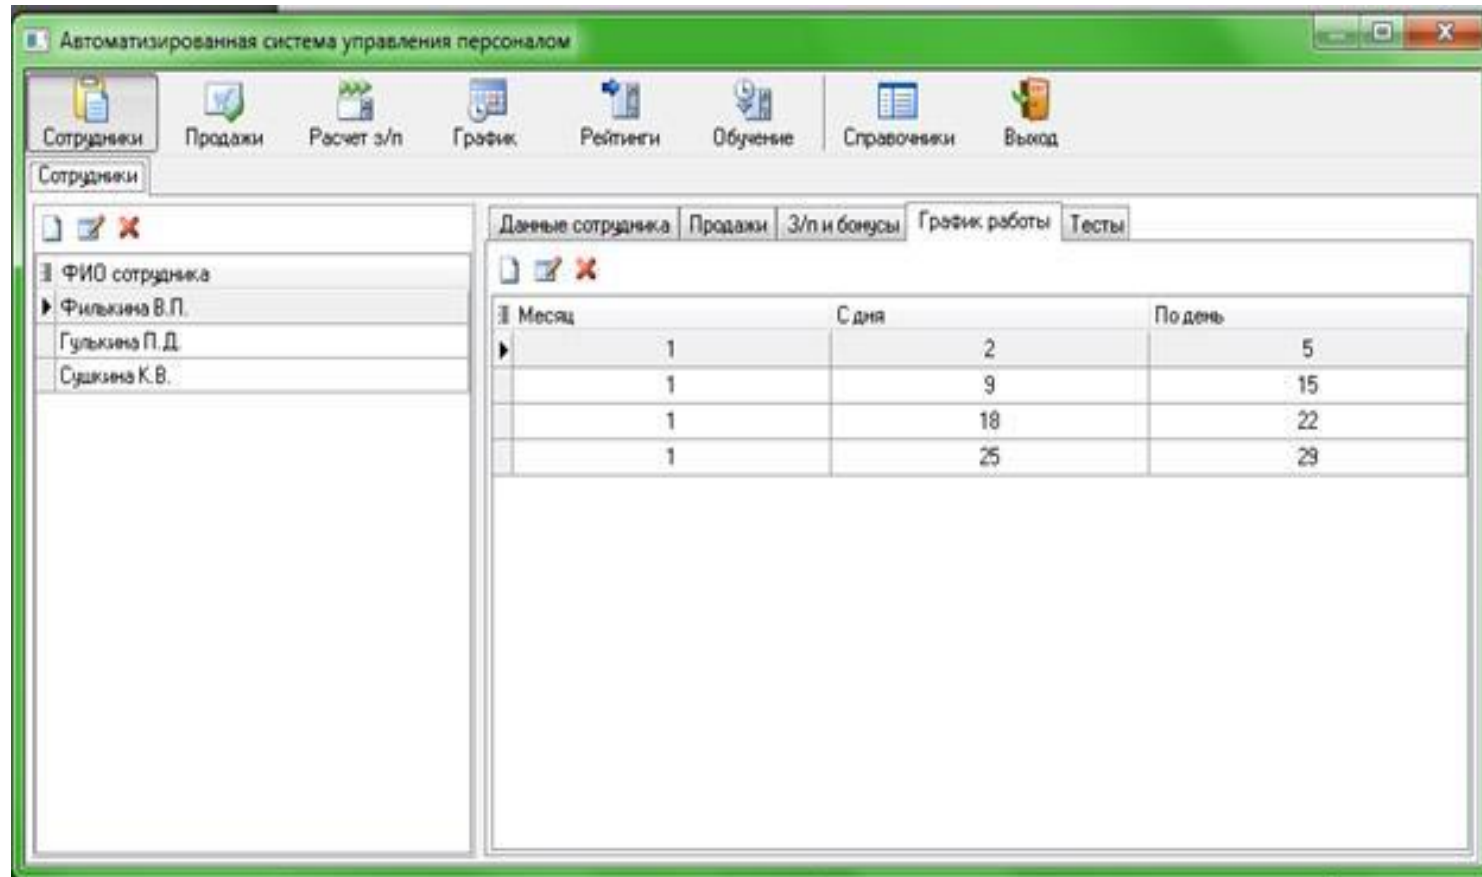 Автоматизированная система управления персоналом
Сотрудники Продажи Расчет з/п График Рейтинги Обучение Справочники Выход
Сотрудники
Данные сотрудника Продажи З/п и бонусы График работы Тесты
ФИО сотрудника
Филькина В.П.
Гулькина П.Д.
Сушкина К.В.
Месяц С дня По день
1 2 5
1 9 15
1 18 22
1 25 29